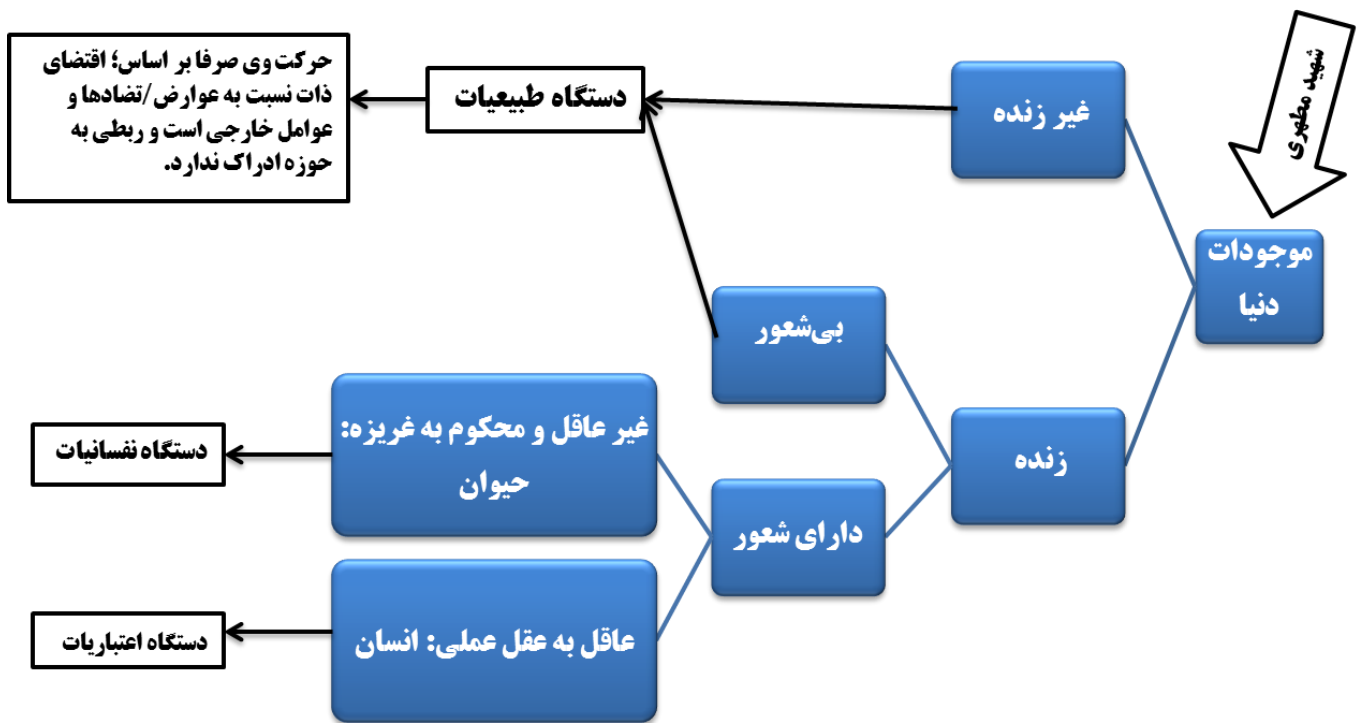 شهید مطهری
موجودات
دنیا
غیر زنده
زنده
بی‌شعور
دارای شعور
غیر عاقل و محکوم به غریزه:
حیوان
عاقل به عقل عملی: انسان
دستگاه طبیعیات
حرکت وی صرفا بر اساس؛ اقتضای
ذات نسبت به عوارض/تضادها و
عوامل خارجی است و ربطی به
حوزه ادراک ندارد.
دستگاه نفسانیات
دستگاه اعتباریات